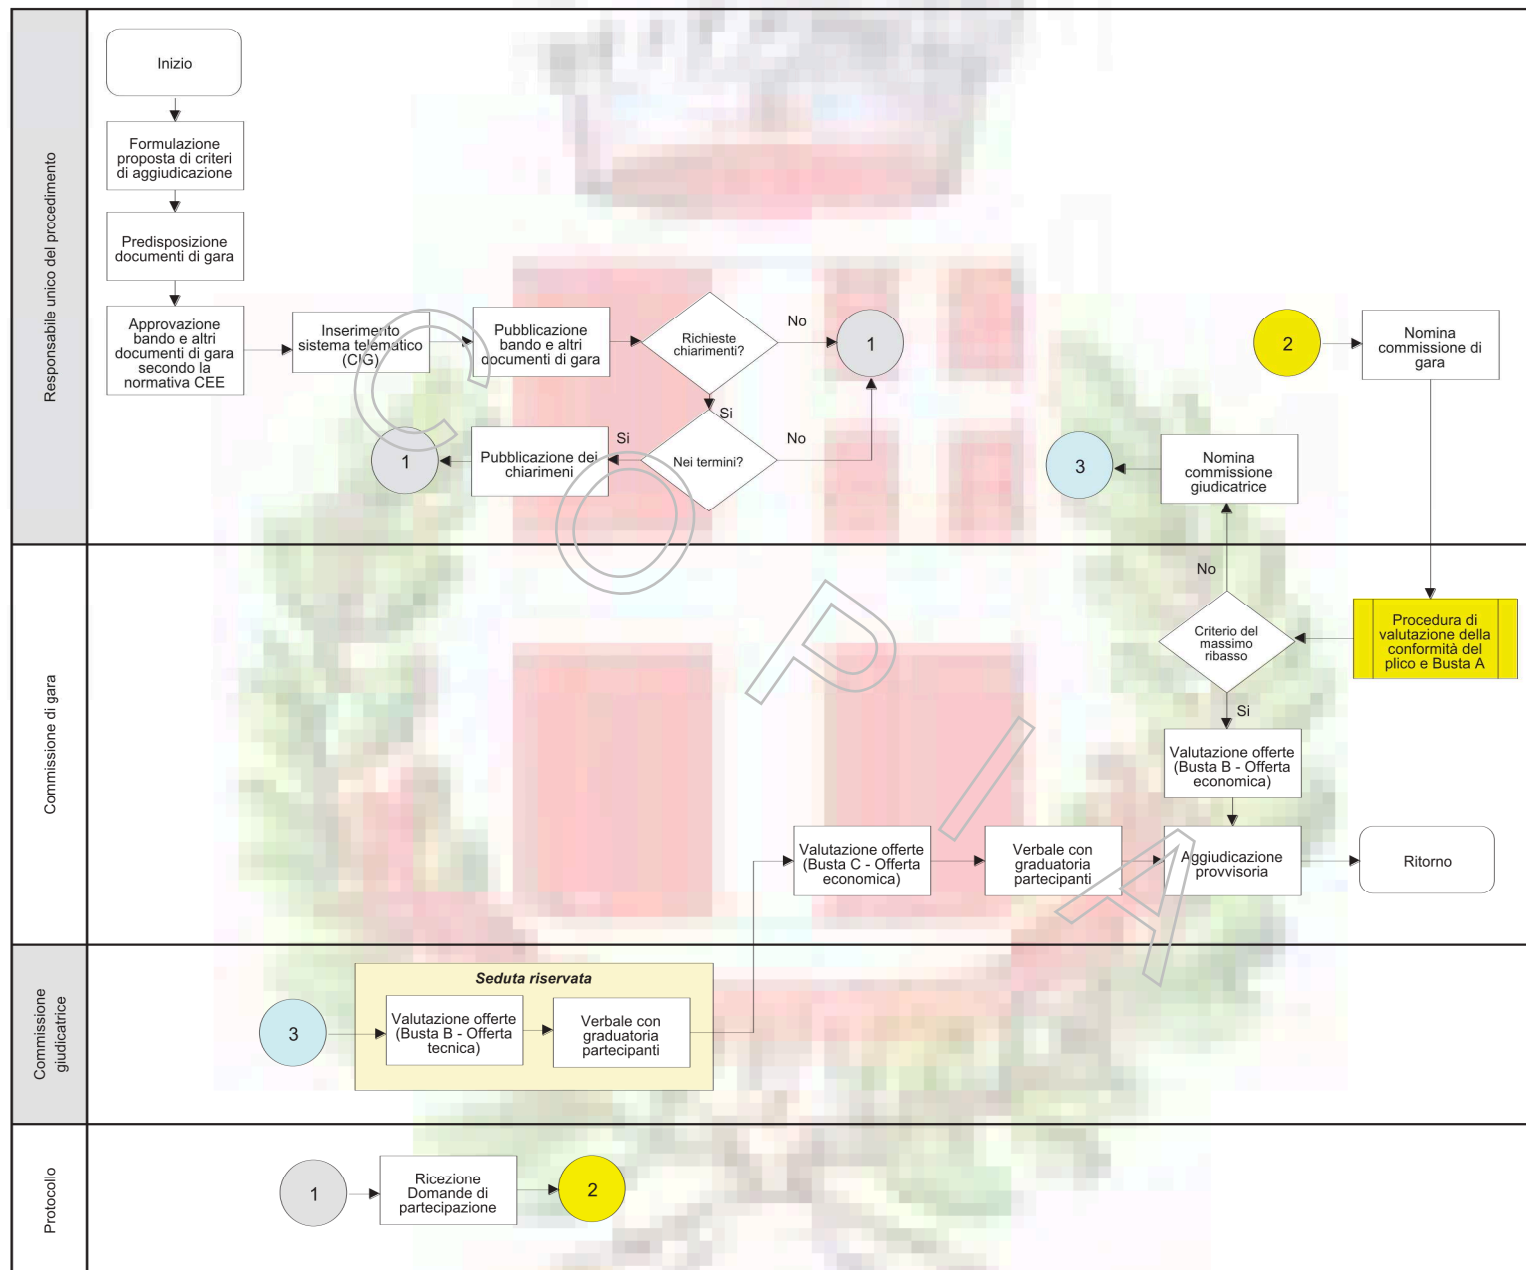 Responsabile unico del procedimento
Inizio
Formulazione
proposta di criteri
di aggiudicazione
Predisposizione
documenti di gara
Approvazione
bando e altri
documenti di gara
secondo la
normativa CEE
Inserimento
sistema telematico
(CIG)
Pubblicazione
bando e altri
documenti di gara
Richieste
chiarimenti?
No
1
Si
Nei termini?
No
Si
Pubblicazione dei
chiarimeni
1
2
Nomina
commissione di
gara
Nomina
commissione
giudicatrice
3
Commissione di gara
No
Criterio del
massimo
ribasso
Procedura di
valutazione della
conformità del
plico e Busta A
Si
Valutazione offerte
(Busta B - Offerta
economica)
Valutazione offerte
(Busta C - Offerta
economica)
Verbale con
graduatoria
partecipanti
Aggiudicazione
provvisoria
Ritorno
Commissione
giudicatrice
3
Seduta riservata
Valutazione offerte
(Busta B - Offerta
tecnica)
Verbale con
graduatoria
partecipanti
Protocollo
1
Ricezione
Domande di
partecipazione
2
COPIA